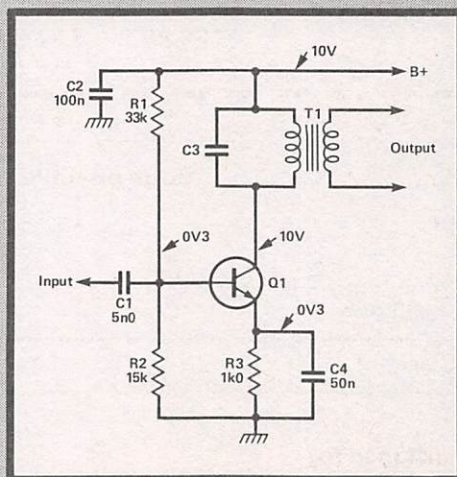 10V
B+
C2
100n
R1
33k
T1
C3
Output
0V3
10V
Input
C1
5n0
Q1
0V3
R2
15k
R3
1k0
C4
50n